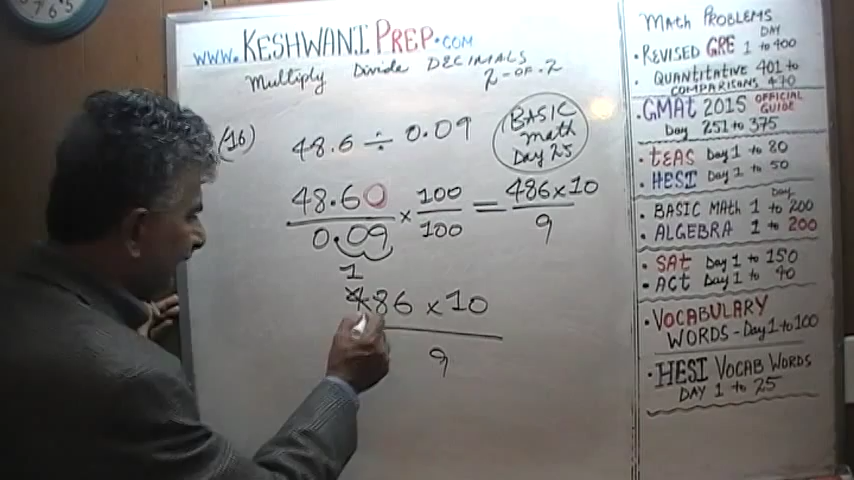 www.KESHWANIPREP.COM
Multiply Divide DECIMALS
2-OF-2
(16) 48.6 ÷ 0.09
BASIC
math
Day 25
48.60 / 0.09 × 100 / 100 = 486×10 / 9
1
486 × 10
9
Math PROBLEMS
DAY
• REVISED GRE 1 to 400
• QUANTITATIVE 401 to
COMPARISONS 470
• GMAt 2015 OFFICIAL GUIDE
Day 251 to 375
• tEAS Day 1 to 80
• HESI Day 1 to 50
Day
• BASIC MAth 1 to 200
• ALGEBRA 1 to 200
• SAt Day 1 to 150
• ACt Day 1 to 40
• VOCABULARY
WORDS - Day 1 to 100
• HESI VOCAB WORDS
DAY 1 to 25